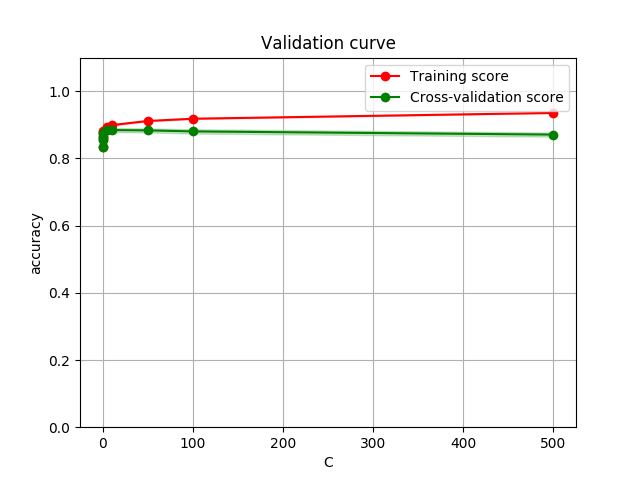 Validation curve
Training score
Cross-validation score
1.0
0.8
0.6
0.4
0.2
0.0
accuracy
0 100 200 300 400 500
C